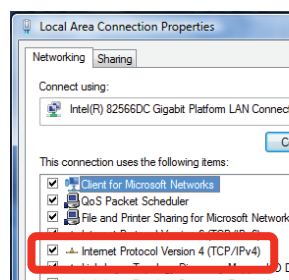 Local Area Connection Properties
Networking Sharing
Connect using:
Intel(R) 82566DC Gigabit Platform LAN Connect
C
This connection uses the following items:
Client for Microsoft Networks
QoS Packet Scheduler
File and Printer Sharing for Microsoft Network
Internet Protocol Version 4 (TCP/IPv4)